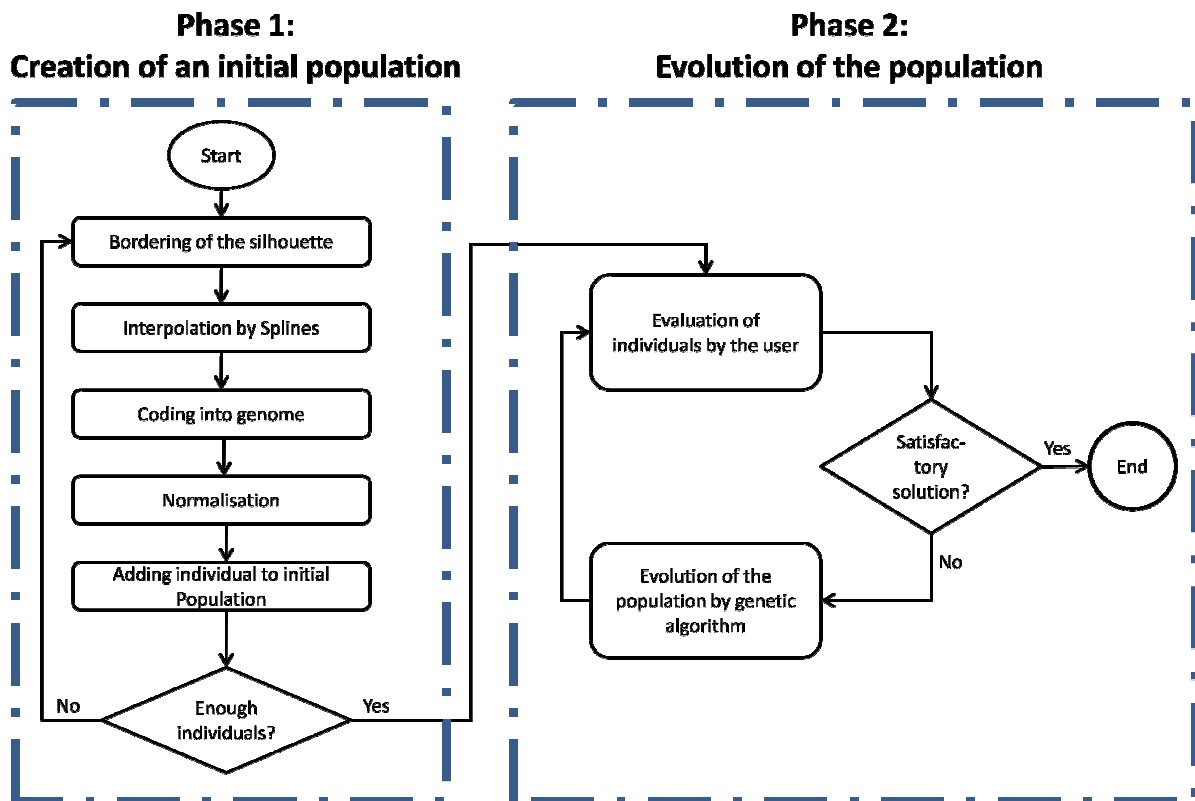 Phase 1:
Creation of an initial population
Start
Bordering of the silhouette
Interpolation by Splines
Coding into genome
Normalisation
Adding individual to initial
Population
Enough
individuals?
No
Yes
Phase 2:
Evolution of the population
Evaluation of
individuals by the user
Satisfac-
tory
solution?
Yes
End
No
Evolution of the
population by genetic
algorithm